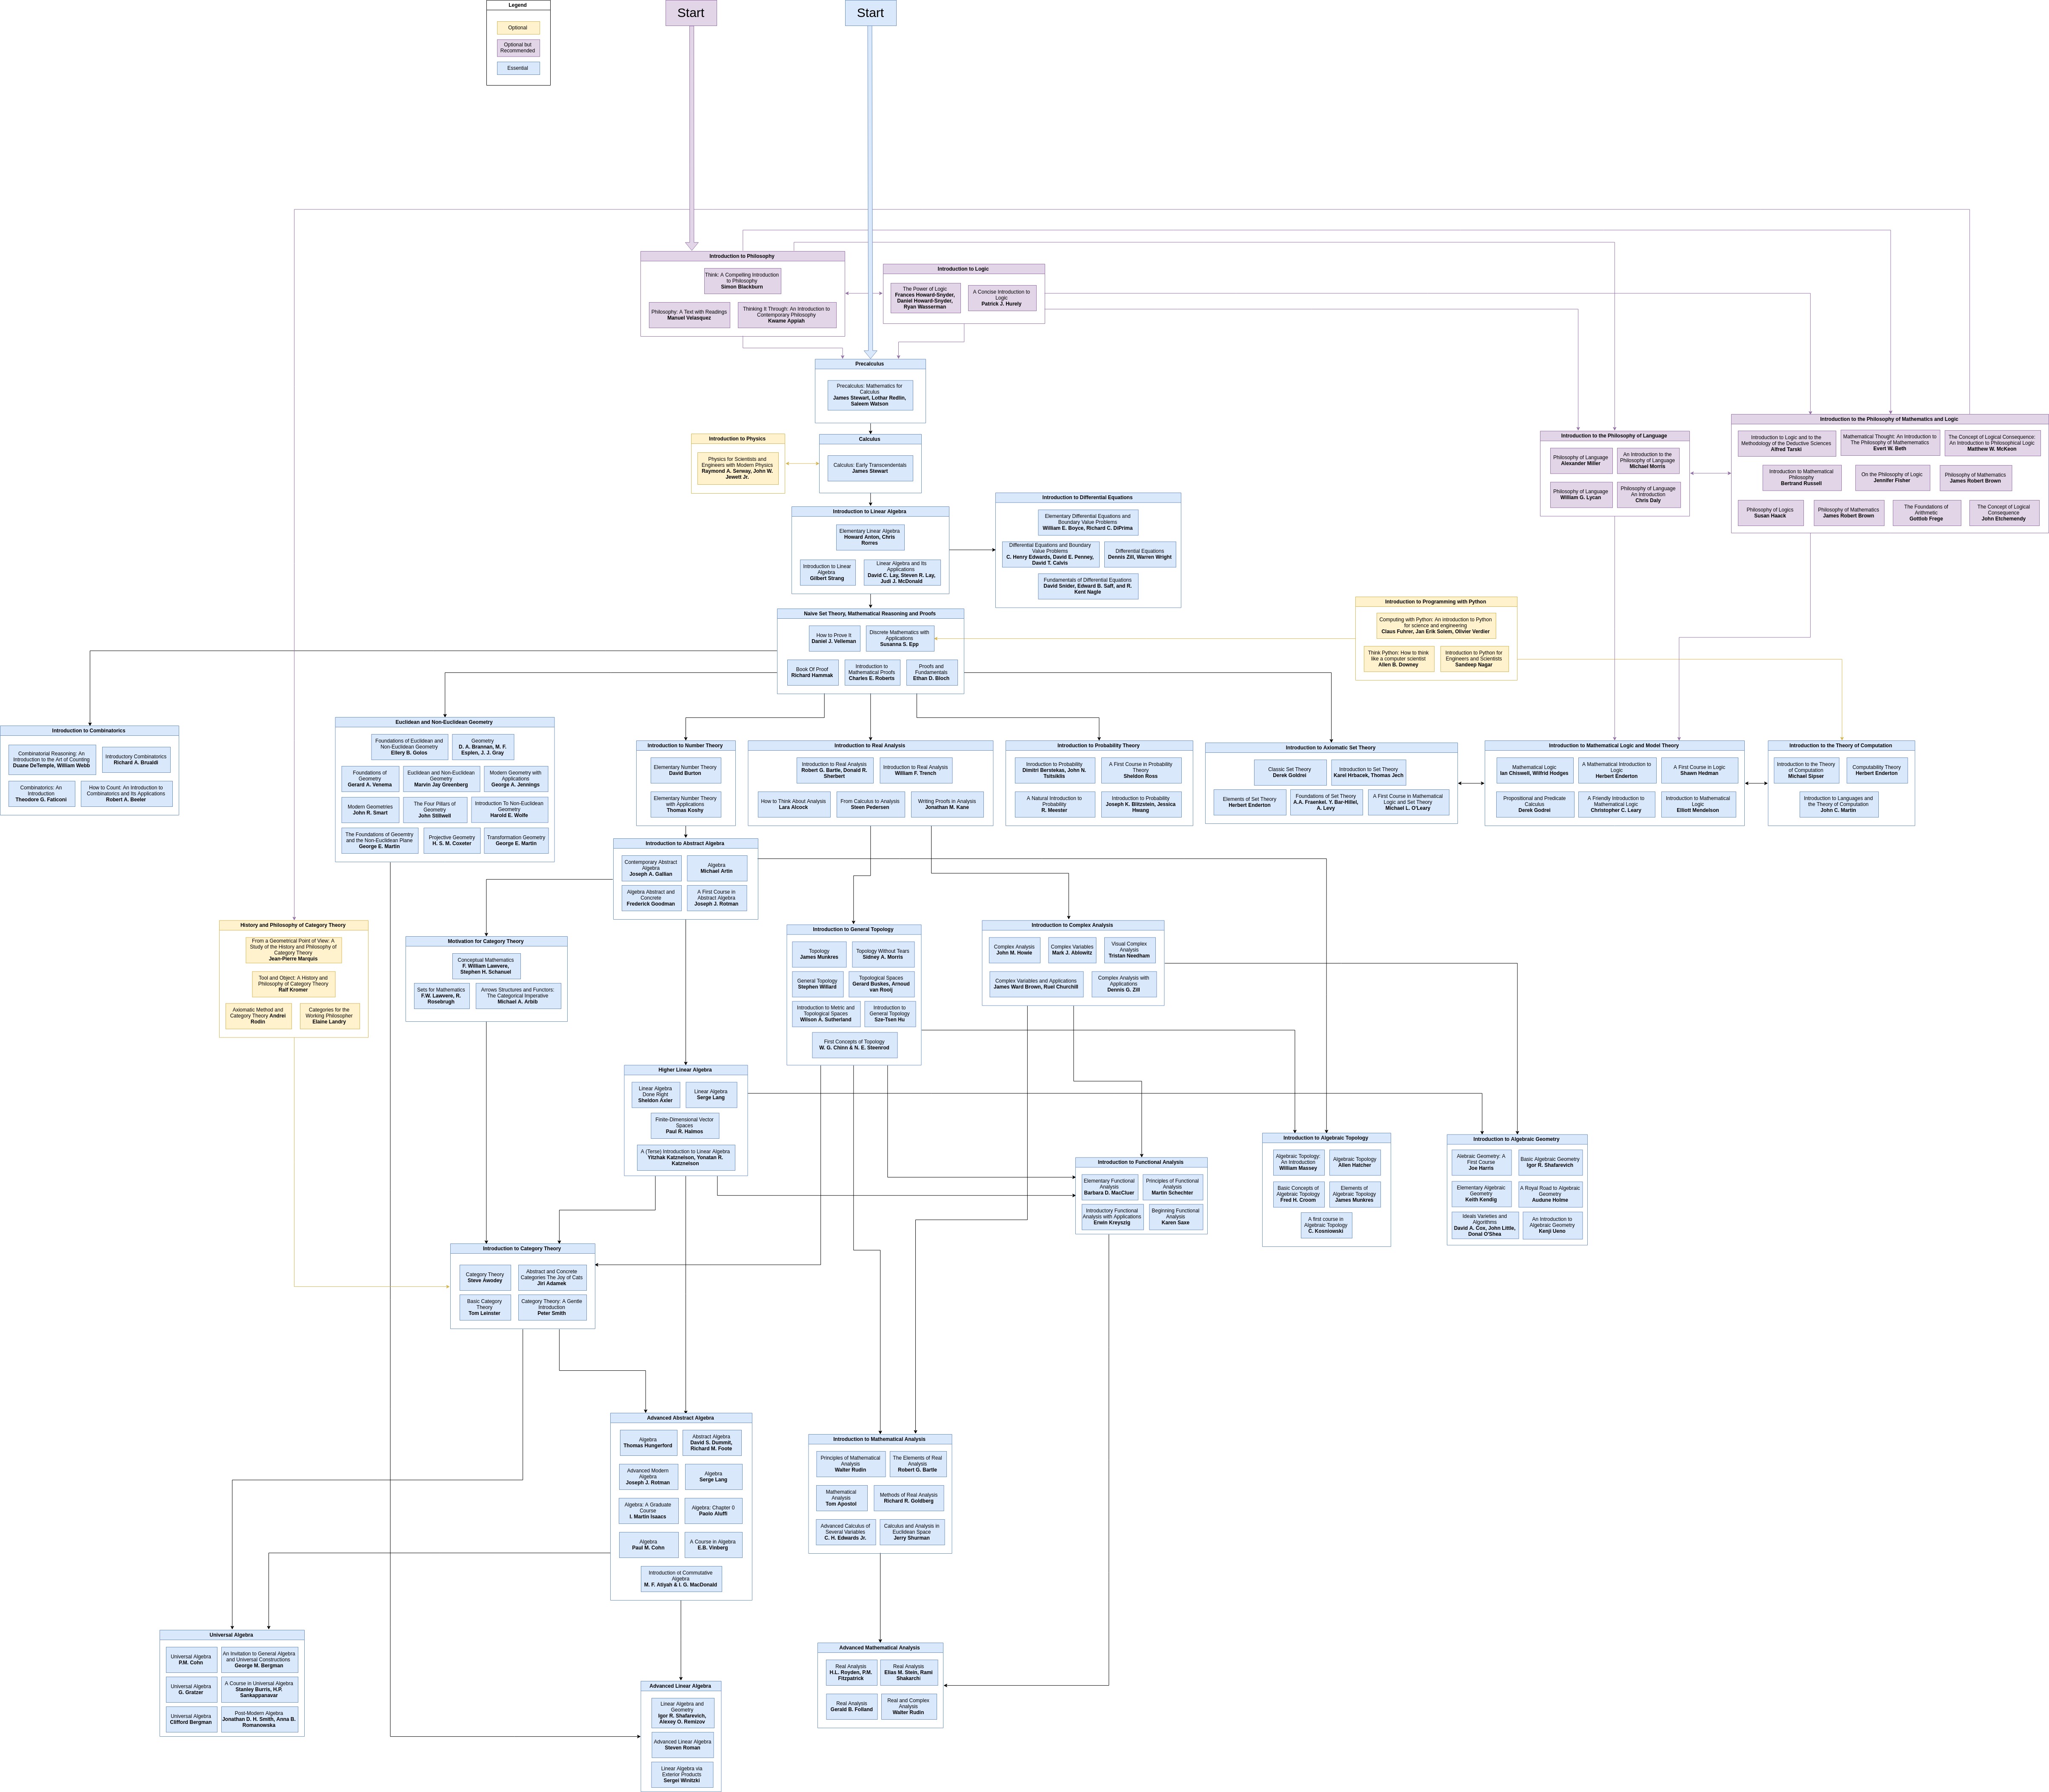 Legend
Optional
Optional but
Recommended
Essential
Start
Start
Introduction to Philosophy
Think: A Compelling Introduction
to Philosophy
Simon Blackburn
Philosophy: A Text with Readings
Manuel Velasquez
Thinking It Through: An Introduction to
Contemporary Philosophy
Kwame Appiah
Introduction to Logic
The Power of Logic
Frances Howard-Snyder,
Daniel Howard-Snyder,
Ryan Wasserman
A Concise Introduction to
Logic
Patrick J. Hurely
Precalculus
Precalculus: Mathematics for
Calculus
James Stewart, Lothar Redlin,
Saleem Watson
Introduction to Physics
Physics for Scientists and
Engineers with Modern Physics
Raymond A. Serway, John W.
Jewett Jr.
Calculus
Calculus: Early Transcendentals
James Stewart
Introduction to the Philosophy of Language
Philosophy of Language
Alexander Miller
An Introduction to the
Philosophy of Language
Michael Morris
Philosophy of Language
William G. Lycan
Philosophy of Language
An Introduction
Chris Daly
Introduction to the Philosophy of Mathematics and Logic
Introduction to Logic and to the
Methodology of the Deductive Sciences
Alfred Tarski
Mathematical Thought: An Introduction to
The Philosophy of Mathemematics
Evert W. Beth
The Concept of Logical Consequence:
An Introduction to Philosophical Logic
Matthew W. McKeon
Introduction to Mathematical
Philosophy
Bertrand Russell
On the Philosophy of Logic
Jennifer Fisher
Philosophy of Mathematics
James Robert Brown
Philosophy of Logics
Susan Haack
Philosophy of Mathematics
James Robert Brown
The Foundations of
Arithmetic
Gottlob Frege
The Concept of Logical
Consequence
John Etchemendy
Introduction to Linear Algebra
Elementary Linear Algebra
Howard Anton, Chris
Rorres
Introduction to Linear
Algebra
Gilbert Strang
Linear Algebra and Its
Applications
David C. Lay, Steven R. Lay,
Judi J. McDonald
Introduction to Differential Equations
Elementary Differential Equations and
Boundary Value Problems
William E. Boyce, Richard C. DiPrima
Differential Equations and Boundary
Value Problems
C. Henry Edwards, David E. Penney,
David T. Calvis
Differential Equations
Dennis Zill, Warren Wright
Fundamentals of Differential Equations
David Snider, Edward B. Saff, and R.
Kent Nagle
Naive Set Theory, Mathematical Reasoning and Proofs
How to Prove It
Daniel J. Velleman
Discrete Mathematics with
Applications
Susanna S. Epp
Book Of Proof
Richard Hammak
Introduction to
Mathematical Proofs
Charles E. Roberts
Proofs and
Fundamentals
Ethan D. Bloch
Introduction to Programming with Python
Computing with Python: An introduction to Python
for science and engineering
Claus Fuhrer, Jan Erik Solem, Olivier Verdier
Think Python: How to think
like a computer scientist
Allen B. Downey
Introduction to Python for
Engineers and Scientists
Sandeep Nagar
Introduction to Combinatorics
Combinatorial Reasoning: An
Introduction to the Art of Counting
Duane DeTemple, William Webb
Introductory Combinatorics
Richard A. Brualdi
Combinatorics: An
Introduction
Theodore G. Faticoni
How to Count: An Introduction to
Combinatorics and Its Applications
Robert A. Beeler
Euclidean and Non-Euclidean Geometry
Foundations of Euclidean and
Non-Euclidean Geometry
Ellery B. Golos
Geometry
D. A. Brannan, M. F.
Esplen, J. J. Gray
Foundations of
Geometry
Gerard A. Venema
Euclidean and Non-Euclidean
Geometry
Marvin Jay Greenberg
Modern Geometry with
Applications
George A. Jennings
Modern Geometries
John R. Smart
The Four Pillars of
Geometry
John Stillwell
Introduction To Non-Euclidean
Geometry
Harold E. Wolfe
The Foundations of Geoemtry
and the Non-Euclidean Plane
George E. Martin
Projective Geometry
H. S. M. Coxeter
Transformation Geometry
George E. Martin
Introduction to Number Theory
Elementary Number Theory
David Burton
Elementary Number Theory
with Applications
Thomas Koshy
Introduction to Real Analysis
Introduction to Real Analysis
Robert G. Bartle, Donald R.
Sherbert
Introduction to Real Analysis
William F. Trench
How to Think About Analysis
Lara Alcock
From Calculus to Analysis
Steen Pedersen
Writing Proofs in Analysis
Jonathan M. Kane
Introduction to Probability Theory
Inroduction to Probability
Dimitri Berstekas, John N.
Tsitsiklis
A First Course in Probability
Theory
Sheldon Ross
A Natural Introduction to
Probability
R. Meester
Introduction to Probability
Joseph K. Blitzstein, Jessica
Hwang
Introduction to Axiomatic Set Theory
Classic Set Theory
Derek Goldrei
Introduction to Set Theory
Karel Hrbacek, Thomas Jech
Elements of Set Theory
Herbert Enderton
Foundations of Set Theory
A.A. Fraenkel. Y. Bar-Hillel,
A. Levy
A First Course in Mathematical
Logic and Set Theory
Michael L. O'Leary
Introduction to Mathematical Logic and Model Theory
Mathematical Logic
Ian Chiswell, Wilfrid Hodges
A Mathematical Introduction to
Logic
Herbert Enderton
A First Course In Logic
Shawn Hedman
Propositional and Predicate
Calculus
Derek Godrei
A Friendly Introduction to
Mathematical Logic
Christopher C. Leary
Introduction to Mathematical
Logic
Elliott Mendelson
Introduction to the Theory of Computation
Introduction to the Theory
of Computation
Michael Sipser
Computability Theory
Herbert Enderton
Introduction to Languages and
the Theory of Computation
John C. Martin
Introduction to Abstract Algebra
Contemporary Abstract
Algebra
Joseph A. Gallian
Algebra
Michael Artin
Algebra Abstract and
Concrete
Frederick Goodman
A First Course in
Abstract Algebra
Joseph J. Rotman
History and Philosophy of Category Theory
From a Geometrical Point of View: A
Study of the History and Philosophy of
Category Theory
Jean-Pierre Marquis
Tool and Object: A History and
Philosophy of Category Theory
Ralf Kromer
Axiomatic Method and
Category Theory Andrei
Rodin
Categories for the
Working Philosopher
Elaine Landry
Motivation for Category Theory
Conceptual Mathematics
F. William Lawvere,
Stephen H. Schanuel
Sets for Mathematics
F.W. Lawvere, R.
Rosebrugh
Arrows Structures and Functors:
The Categorical Imperative
Michael A. Arbib
Introduction to General Topology
Topology
James Munkres
Topology Without Tears
Sidney A. Morris
General Topology
Stephen Willard
Topological Spaces
Gerard Buskes, Arnoud
van Rooij
Introduction to Metric and
Topological Spaces
Wilson A. Sutherland
Introduction to
General Topology
Sze-Tsen Hu
First Concepts of Topology
W. G. Chinn & N. E. Steenrod
Introduction to Complex Analysis
Complex Analysis
John M. Howie
Complex Variables
Mark J. Ablowitz
Visual Complex
Analysis
Tristan Needham
Complex Variables and Applications
James Ward Brown, Ruel Churchill
Complex Analysis with
Applications
Dennis G. Zill
Higher Linear Algebra
Linear Algebra
Done Right
Sheldon Axler
Linear Algebra
Serge Lang
Finite-Dimensional Vector
Spaces
Paul R. Halmos
A (Terse) Introduction to Linear Algebra
Yitzhak Katznelson, Yonatan R.
Katznelson
Introduction to Functional Analysis
Elementary Functional
Analysis
Barbara D. MacCluer
Principles of Functional
Analysis
Martin Schechter
Introductory Functional
Analysis with Applications
Erwin Kreyszig
Beginning Functional
Analysis
Karen Saxe
Introduction to Algebraic Topology
Algebraic Topology:
An Introduction
William Massey
Algebraic Topology
Allen Hatcher
Basic Concepts of
Algebraic Topology
Fred H. Croom
Elements of
Algebraic Topology
James Munkres
A first course in
Algebraic Topology
C. Kosniowski
Introduction to Algebraic Geometry
Alebraic Geometry: A
First Course
Joe Harris
Basic Algebraic Geometry
Igor R. Shafarevich
Elementary Algebraic
Geometry
Keith Kendig
A Royal Road to Algebraic
Geometry
Audune Holme
Ideals Varieties and
Algorithms
David A. Cox, John Little,
Donal O'Shea
An Introduction to
Algebraic Geometry
Kenji Ueno
Introduction to Category Theory
Category Theory
Steve Awodey
Abstract and Concrete
Categories The Joy of Cats
Jiri Adamek
Basic Category
Theory
Tom Leinster
Category Theory: A Gentle
Introduction
Peter Smith
Advanced Abstract Algebra
Algebra
Thomas Hungerford
Abstract Algebra
David S. Dummit,
Richard M. Foote
Advanced Modern
Algebra
Joseph J. Rotman
Algebra
Serge Lang
Algebra: A Graduate
Course
I. Martin Isaacs
Algebra: Chapter 0
Paolo Aluffi
Algebra
Paul M. Cohn
A Course in Algebra
E.B. Vinberg
Introduction ot Commutative
Algebra
M. F. Atiyah & I. G. MacDonald
Introduction to Mathematical Analysis
Principles of Mathematical
Analysis
Walter Rudin
The Elements of Real
Analysis
Robert G. Bartle
Mathematical
Analysis
Tom Apostol
Methods of Real Analysis
Richard R. Goldberg
Advanced Calculus of
Several Variables
C. H. Edwards Jr.
Calculus and Analysis in
Euclidean Space
Jerry Shurman
Universal Algebra
Universal Algebra
P.M. Cohn
An Invitation to General Algebra
and Universal Constructions
George M. Bergman
Universal Algebra
G. Gratzer
A Course in Universal Algebra
Stanley Burris, H.P.
Sankappanavar
Universal Algebra
Clifford Bergman
Post-Modern Algebra
Jonathan D. H. Smith, Anna B.
Romanowska
Advanced Mathematical Analysis
Real Analysis
H.L. Royden, P.M.
Fitzpatrick
Real Analysis
Elias M. Stein, Rami
Shakarchi
Real Analysis
Gerald B. Folland
Real and Complex
Analysis
Walter Rudin
Advanced Linear Algebra
Linear Algebra and
Geometry
Igor R. Shafarevich,
Alexey O. Remizov
Advanced Linear Algebra
Steven Roman
Linear Algebra via
Exterior Products
Sergei Winitzki